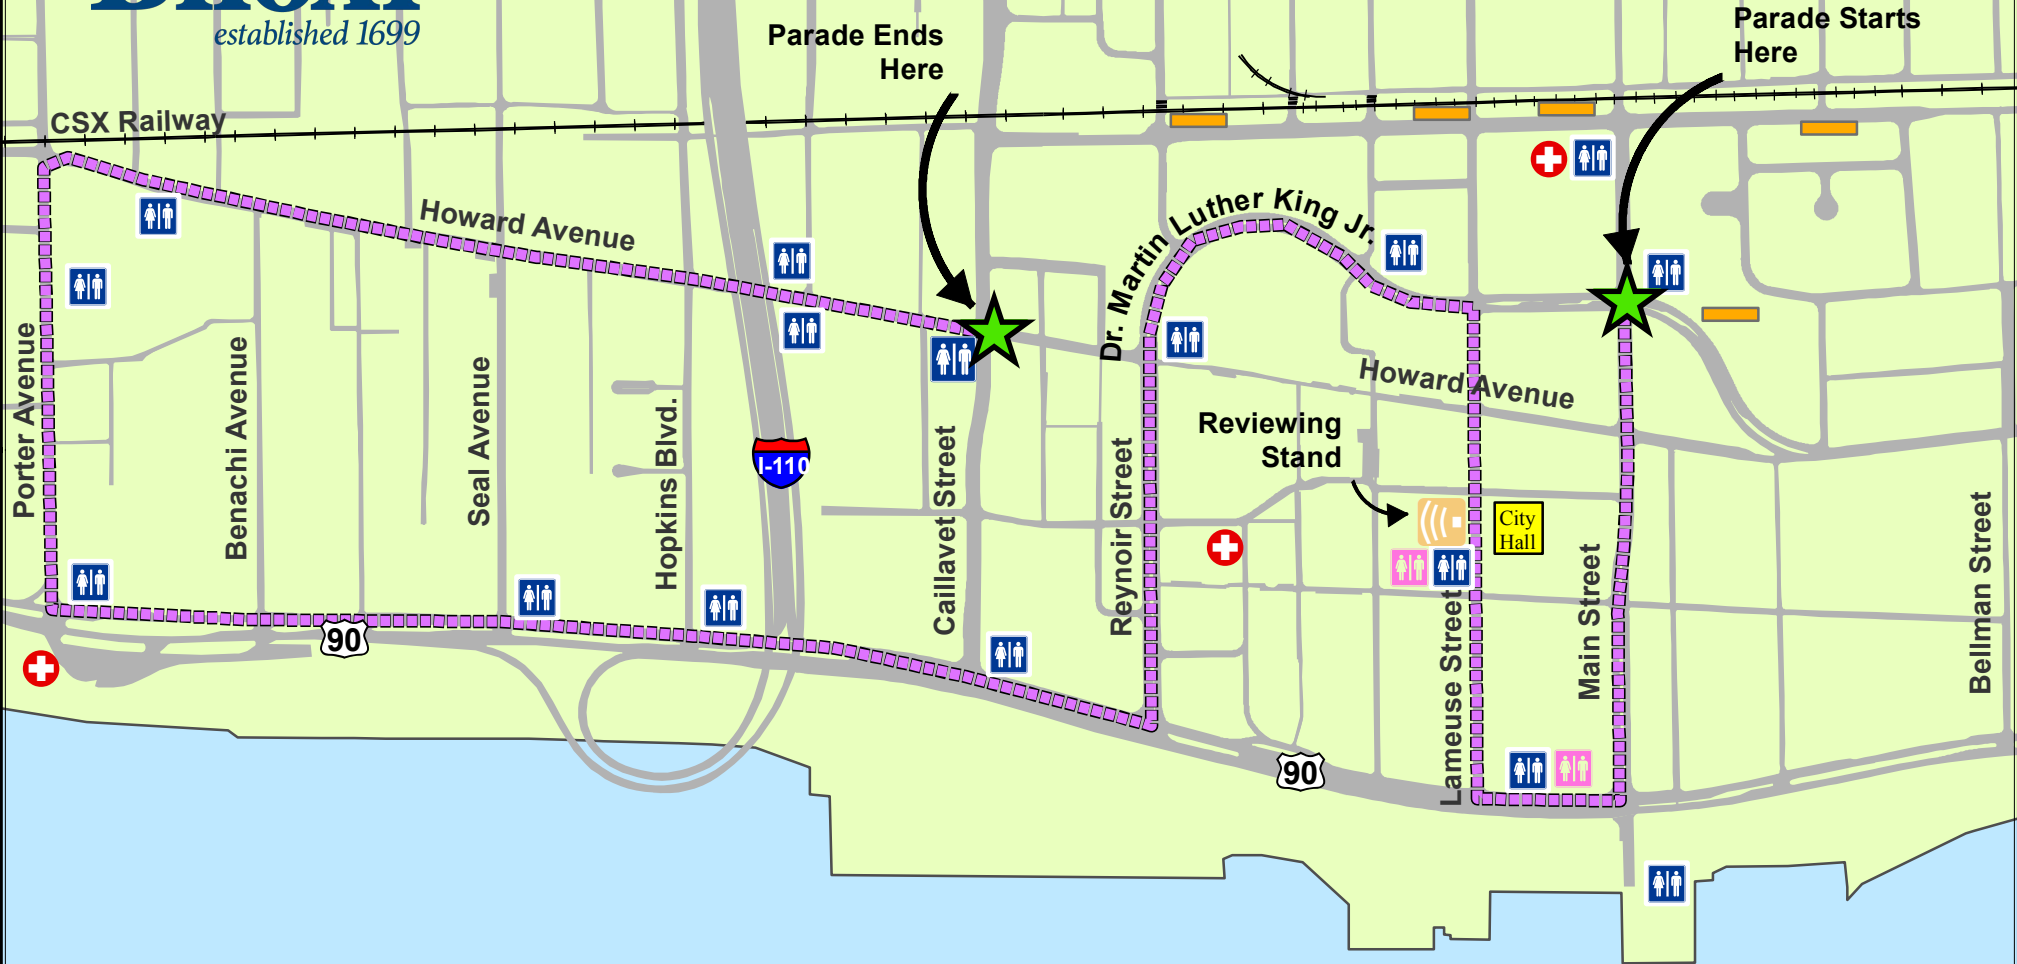 established 1699
Parade Ends
Here
Parade Starts
Here
CSX Railway
Howard Avenue
Dr. Martin Luther King Jr.
Howard Avenue
Reviewing
Stand
City
Hall
I-110
Porter Avenue
Benachi Avenue
Seal Avenue
Hopkins Blvd.
Caillavet Street
Reynoir Street
Lameuse Street
Main Street
Bellman Street
90
90